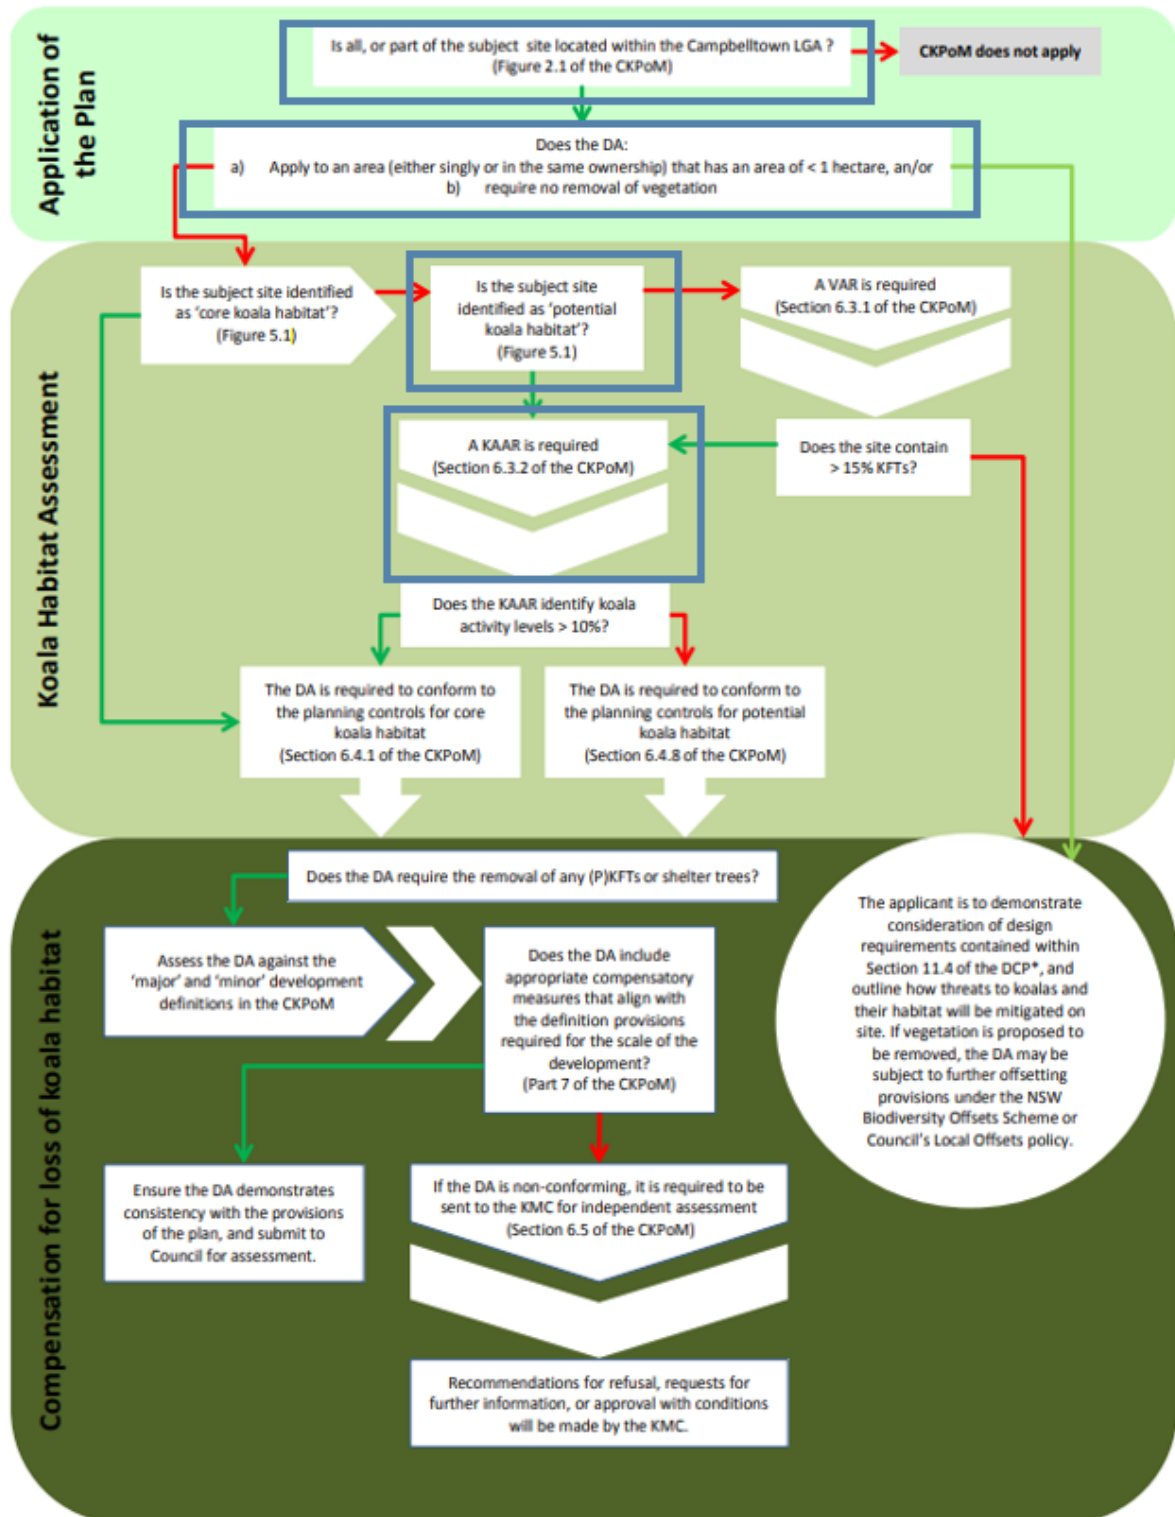 Application of
the Plan
Is all, or part of the subject site located within the Campbelltown LGA ?
(Figure 2.1 of the CKPoM)
CKPoM does not apply
Does the DA:
a) Apply to an area (either singly or in the same ownership) that has an area of < 1 hectare, an/or
b) require no removal of vegetation
Koala Habitat Assessment
Is the subject site identified
as 'core koala habitat'?
(Figure 5.1)
Is the subject site
identified as 'potential
koala habitat'?
(Figure 5.1)
A VAR is required
(Section 6.3.1 of the CKPoM)
A KAAR is required
(Section 6.3.2 of the CKPoM)
Does the site contain
> 15% KFTs?
Does the KAAR identify koala
activity levels > 10%?
The DA is required to conform to
the planning controls for core
koala habitat
(Section 6.4.1 of the CKPoM)
The DA is required to conform to
the planning controls for potential
koala habitat
(Section 6.4.8 of the CKPoM)
Compensation for loss of koala habitat
Does the DA require the removal of any (P)KFTs or shelter trees?
Assess the DA against the
'major' and 'minor' development
definitions in the CKPoM
Does the DA include
appropriate compensatory
measures that align with
the definition provisions
required for the scale of the
development?
(Part 7 of the CKPoM)
The applicant is to demonstrate
consideration of design
requirements contained within
Section 11.4 of the DCP*, and
outline how threats to koalas and
their habitat will be mitigated on
site. If vegetation is proposed to
be removed, the DA may be
subject to further offsetting
provisions under the NSW
Biodiversity Offsets Scheme or
Council's Local Offsets policy.
Ensure the DA demonstrates
consistency with the provisions
of the plan, and submit to
Council for assessment.
If the DA is non-conforming, it is required to be
sent to the KMC for independent assessment
(Section 6.5 of the CKPoM)
Recommendations for refusal, requests for
further information, or approval with conditions
will be made by the KMC.